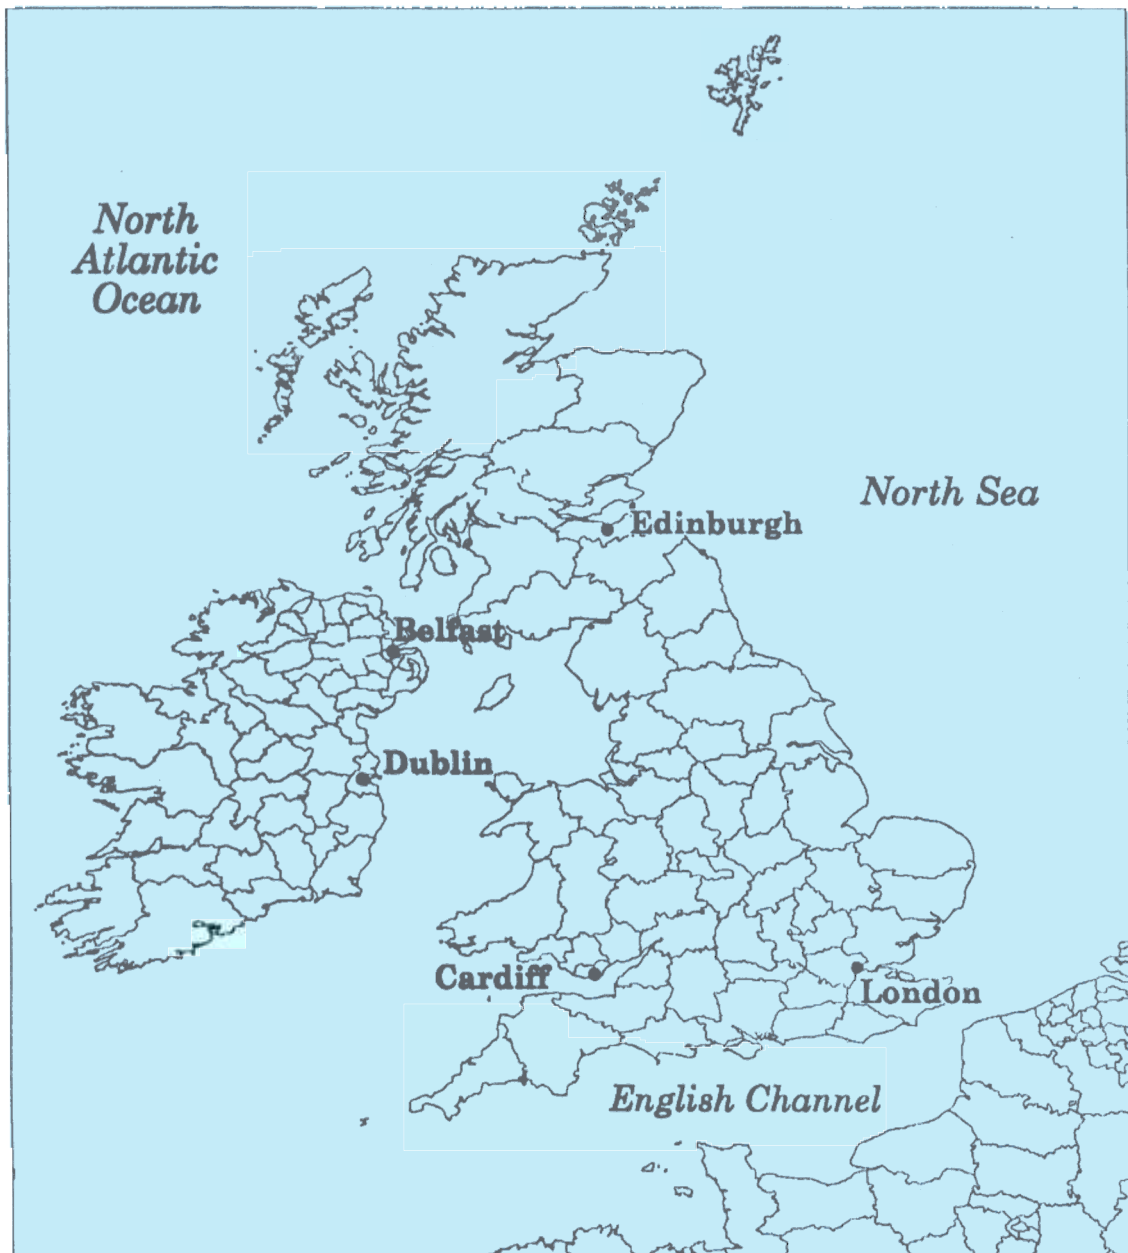 North
Atlantic
Ocean
North Sea
Edinburgh
Belfast
Dublin
Cardiff
London
English Channel